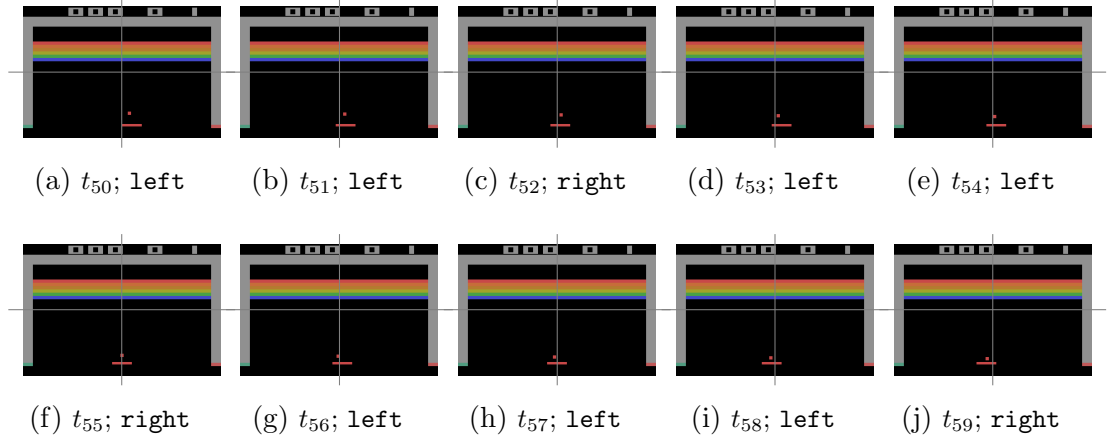 (a) t₅₀; left (b) t₅₁; left (c) t₅₂; right (d) t₅₃; left (e) t₅₄; left
(f) t₅₅; right (g) t₅₆; left (h) t₅₇; left (i) t₅₈; left (j) t₅₉; right